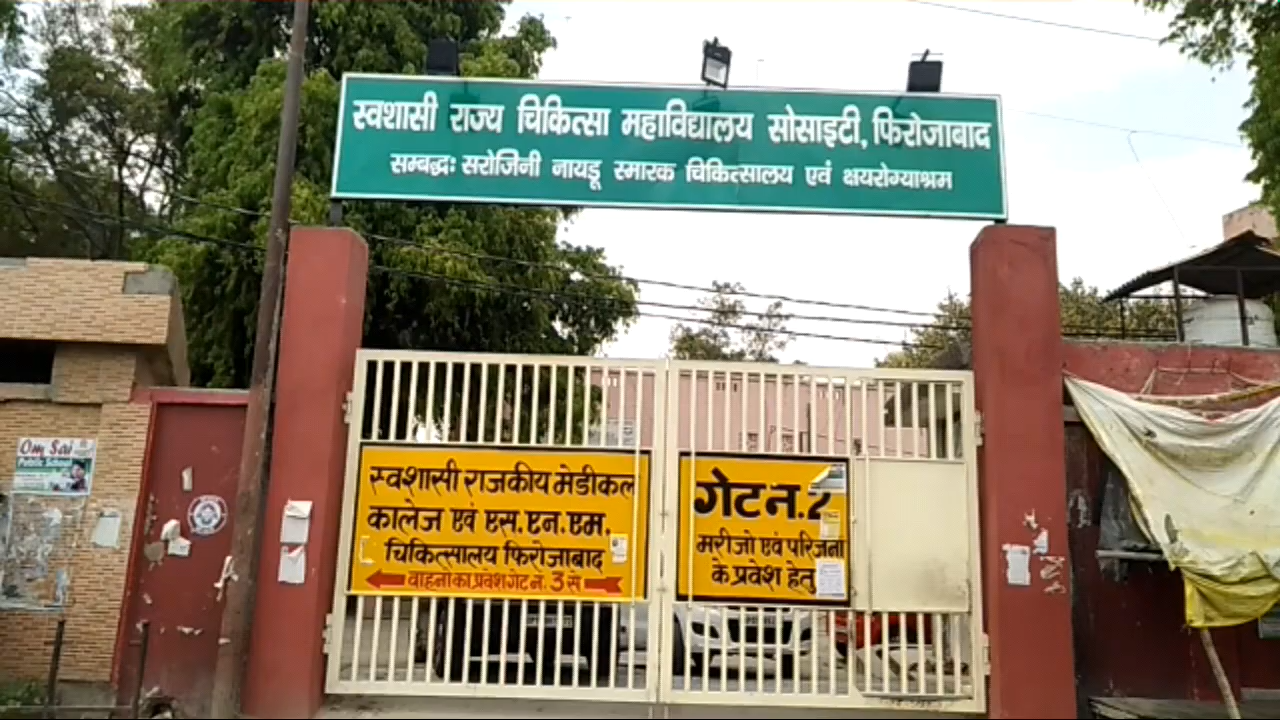 स्वशासी राज्य चिकित्सा महाविद्यालय सोसाइटी, फिरोजाबाद
सम्बद्धः सरोजिनी नायडू स्मारक चिकित्सालय एवं क्षयरोग्याश्रम
स्वशासी राजकीय मेडीकल
कालेज एवं एस.एन.एम.
चिकित्सालय फिरोजाबाद
वाहनो का प्रवेश गेट न. 3 से
गेट न. 2
मरीजो एवं परिजनो
के प्रवेश हेतु
Om Sai
Public School